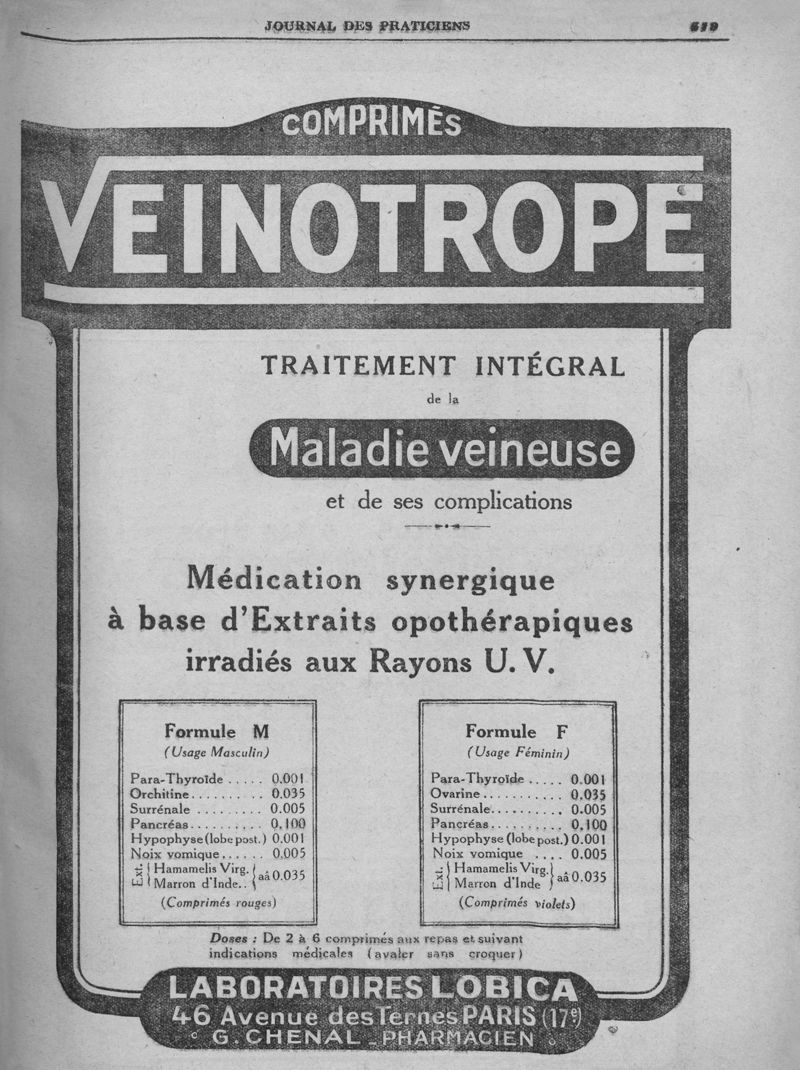 JOURNAL DES PRATICIENS 519
COMPRIMÉS
VEINOTROPE
TRAITEMENT INTÉGRAL
de la
Maladie veineuse
et de ses complications
Médication synergique
à base d'Extraits opothérapiques
irradiés aux Rayons U.V.
Formule M
(Usage Masculin)
Para-Thyroïde ..... 0.001
Orchitine.......... 0.035
Surrénale ......... 0.005
Pancréas.......... 0,100
Hypophyse (lobe post.) 0.001
Noix vomique...... 0,005
Ext. { Hamamelis Virg. } aâ 0.035
Marron d'Inde..
(Comprimés rouges)
Formule F
(Usage Féminin)
Para-Thyroïde ..... 0.001
Ovarine........... 0,035
Surrénale.......... 0.005
Pancréas.......... 0,100
Hypophyse (lobe post.) 0.001
Noix vomique .... 0.005
Ext. { Hamamelis Virg. } aâ 0.035
Marron d'Inde
(Comprimés violets)
Doses : De 2 à 6 comprimés aux repas et suivant
indications médicales (avaler sans croquer)
LABORATOIRES LOBICA
46 Avenue des Ternes PARIS (17e)
G. CHENAL - PHARMACIEN